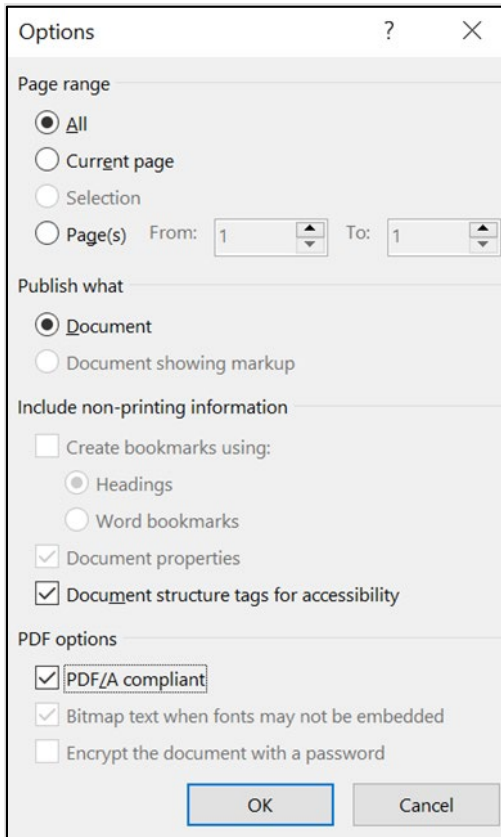 Options ?
Page range
All
Current page
Selection
Page(s) From: 1 To: 1
Publish what
Document
Document showing markup
Include non-printing information
Create bookmarks using:
Headings
Word bookmarks
Document properties
Document structure tags for accessibility
PDF options
PDF/A compliant
Bitmap text when fonts may not be embedded
Encrypt the document with a password
OK Cancel